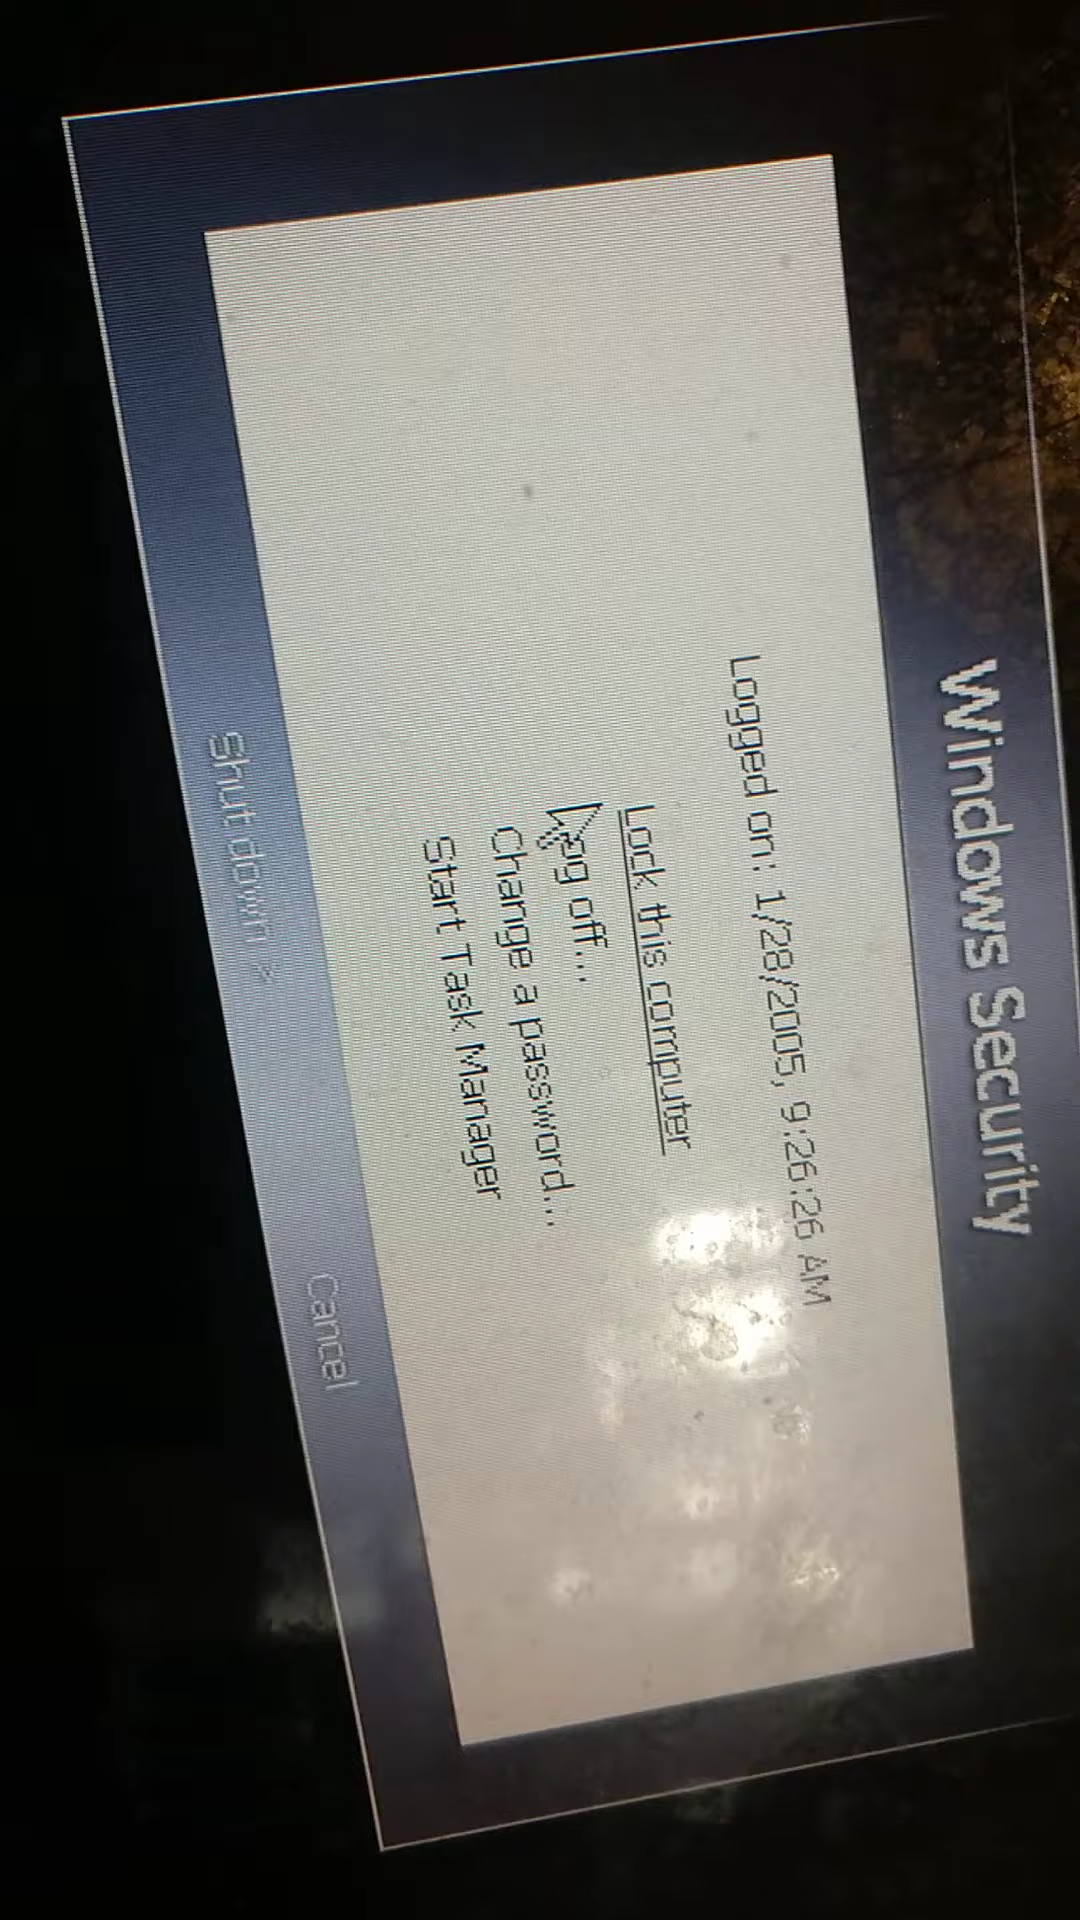 Windows Security
Logged on: 1/28/2005, 9:26:26 AM
Lock this computer
Log off...
Change a password...
Start Task Manager
Shut down >
Cancel